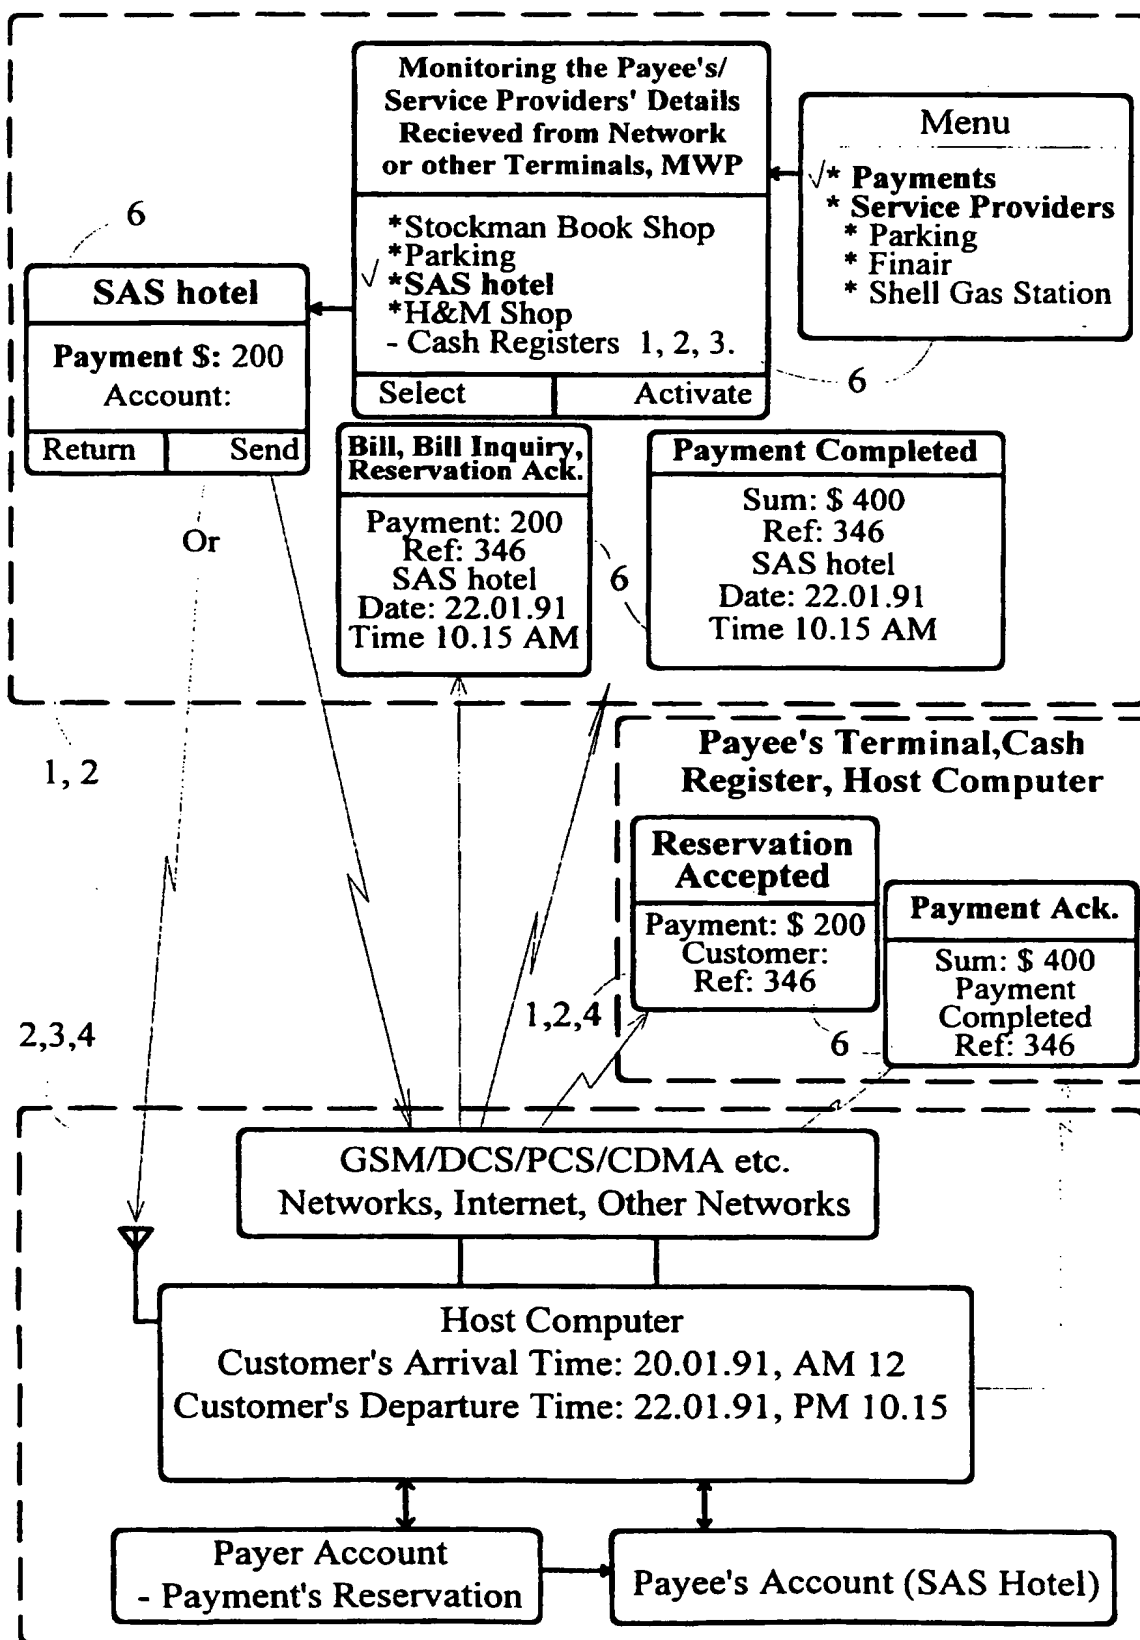 Monitoring the Payee's/
Service Providers' Details
Recieved from Network
or other Terminals, MWP
*Stockman Book Shop
*Parking
√ *SAS hotel
*H&M Shop
- Cash Registers 1, 2, 3.
Select Activate
Menu
√* Payments
* Service Providers
* Parking
* Finair
* Shell Gas Station
6
6
SAS hotel
Payment $: 200
Account:
Return Send
Or
Bill, Bill Inquiry,
Reservation Ack.
Payment: 200
Ref: 346
SAS hotel
Date: 22.01.91
Time 10.15 AM
6
Payment Completed
Sum: $ 400
Ref: 346
SAS hotel
Date: 22.01.91
Time 10.15 AM
1, 2
Payee's Terminal,Cash
Register, Host Computer
Reservation
Accepted
Payment: $ 200
Customer:
Ref: 346
Payment Ack.
Sum: $ 400
Payment
Completed
Ref: 346
1,2,4
6
2,3,4
GSM/DCS/PCS/CDMA etc.
Networks, Internet, Other Networks
Host Computer
Customer's Arrival Time: 20.01.91, AM 12
Customer's Departure Time: 22.01.91, PM 10.15
Payer Account
- Payment's Reservation
Payee's Account (SAS Hotel)